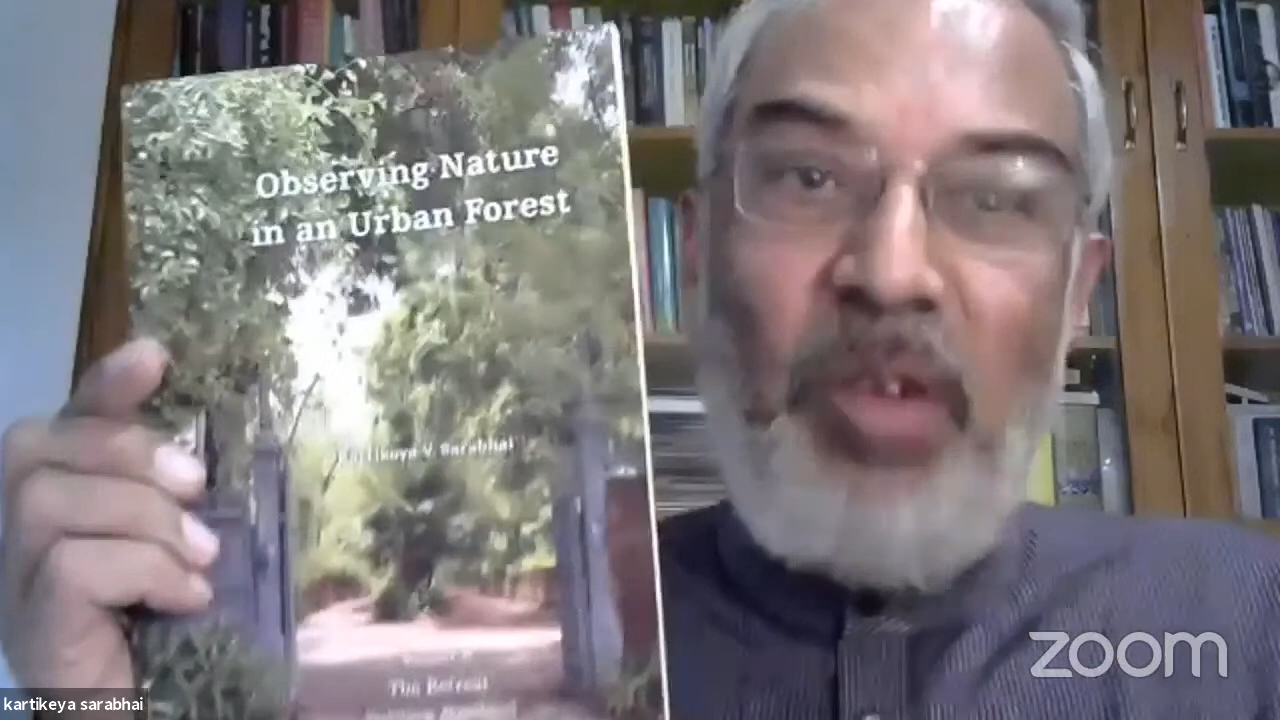 Observing Nature
in an Urban Forest
Kartikeya V. Sarabhai
The Retreat
zoom
kartikeya sarabhai